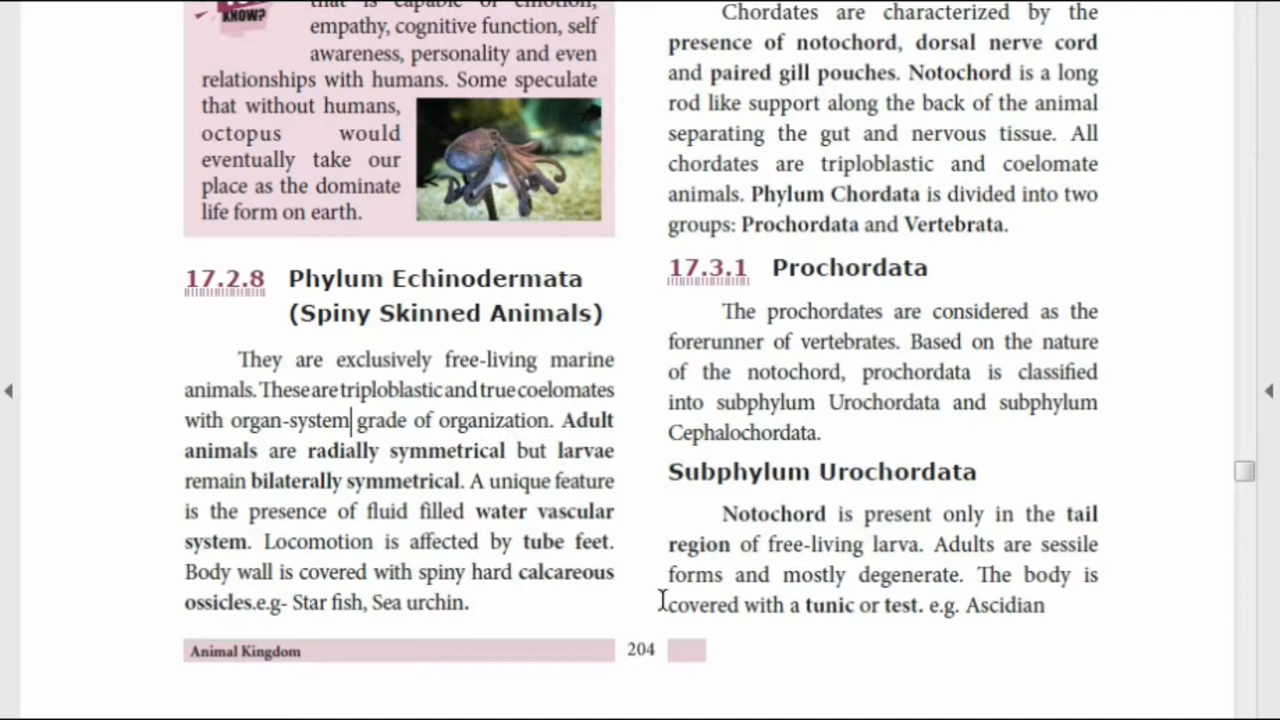 KNOW?
that is capable of emotion,
empathy, cognitive function, self
awareness, personality and even
relationships with humans. Some speculate
that without humans,
octopus would
eventually take our
place as the dominate
life form on earth.
17.2.8 Phylum Echinodermata
(Spiny Skinned Animals)
They are exclusively free-living marine
animals. These are triploblastic and true coelomates
with organ-system grade of organization. Adult
animals are radially symmetrical but larvae
remain bilaterally symmetrical. A unique feature
is the presence of fluid filled water vascular
system. Locomotion is affected by tube feet.
Body wall is covered with spiny hard calcareous
ossicles.e.g- Star fish, Sea urchin.
Chordates are characterized by the
presence of notochord, dorsal nerve cord
and paired gill pouches. Notochord is a long
rod like support along the back of the animal
separating the gut and nervous tissue. All
chordates are triploblastic and coelomate
animals. Phylum Chordata is divided into two
groups: Prochordata and Vertebrata.
17.3.1 Prochordata
The prochordates are considered as the
forerunner of vertebrates. Based on the nature
of the notochord, prochordata is classified
into subphylum Urochordata and subphylum
Cephalochordata.
Subphylum Urochordata
Notochord is present only in the tail
region of free-living larva. Adults are sessile
forms and mostly degenerate. The body is
covered with a tunic or test. e.g. Ascidian
Animal Kingdom 204